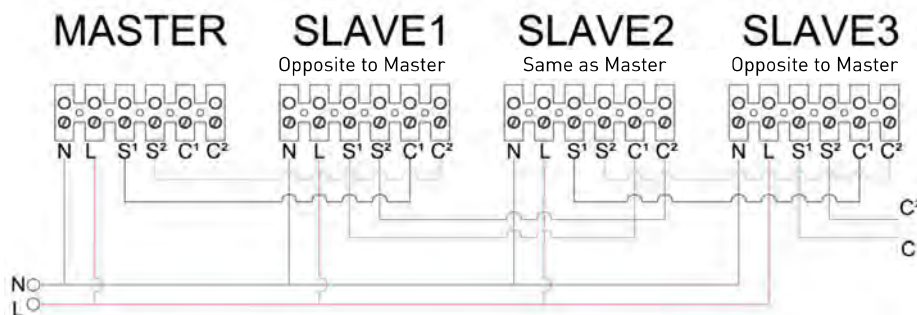 MASTER SLAVE1 SLAVE2 SLAVE3
Opposite to Master Same as Master Opposite to Master
N L S¹ S² C¹ C² N L S¹ S² C¹ C² N L S¹ S² C¹ C² N L S¹ S² C¹ C²
C²
C
N
L